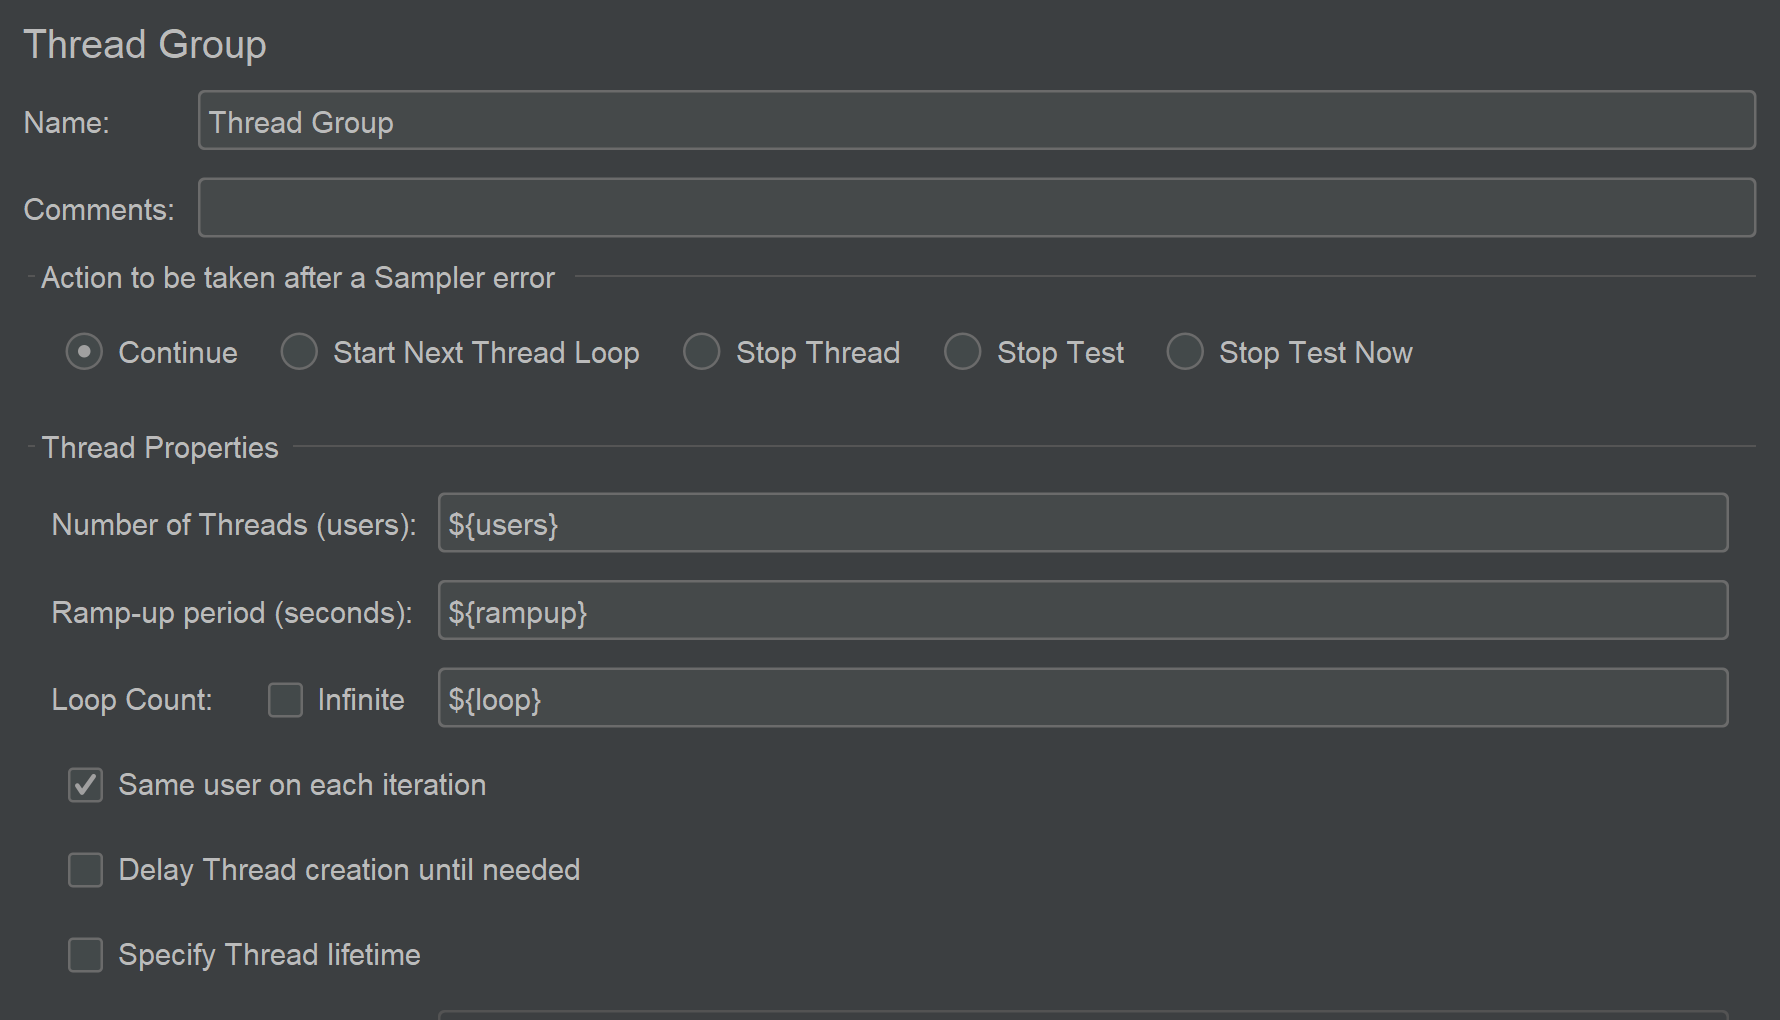 Thread Group
Name: Thread Group
Comments:
Action to be taken after a Sampler error
Continue Start Next Thread Loop Stop Thread Stop Test Stop Test Now
Thread Properties
Number of Threads (users): ${users}
Ramp-up period (seconds): ${rampup}
Loop Count: Infinite ${loop}
Same user on each iteration
Delay Thread creation until needed
Specify Thread lifetime